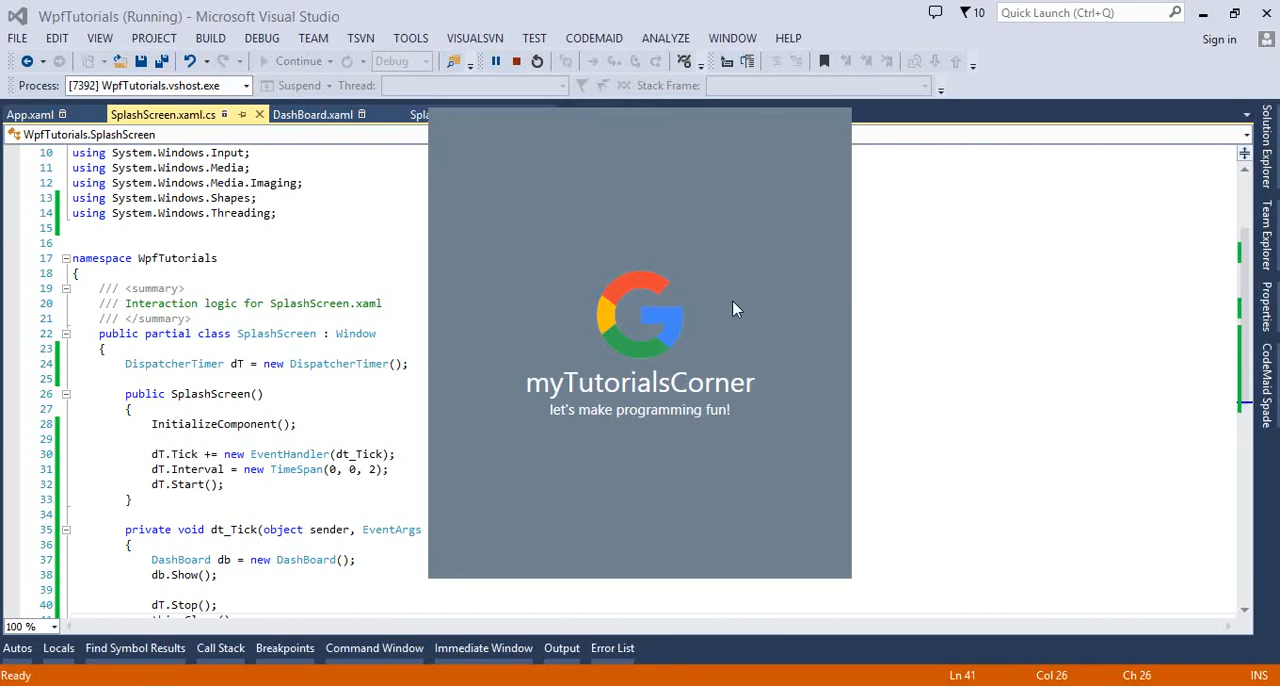 WpfTutorials (Running) - Microsoft Visual Studio
10
Quick Launch (Ctrl+Q)
FILE EDIT VIEW PROJECT BUILD DEBUG TEAM TSVN TOOLS VISUALSVN TEST CODEMAID ANALYZE WINDOW HELP
Sign in
Continue Debug
Process: [7392] WpfTutorials.vshost.exe Suspend Thread: Stack Frame:
App.xaml SplashScreen.xaml.cs DashBoard.xaml Spla
WpfTutorials.SplashScreen
10 using System.Windows.Input;
11 using System.Windows.Media;
12 using System.Windows.Media.Imaging;
13 using System.Windows.Shapes;
14 using System.Windows.Threading;
15
16
17 namespace WpfTutorials
18 {
19 /// <summary>
20 /// Interaction logic for SplashScreen.xaml
21 /// </summary>
22 public partial class SplashScreen : Window
23 {
24 DispatcherTimer dT = new DispatcherTimer();
25
26 public SplashScreen()
27 {
28 InitializeComponent();
29
30 dT.Tick += new EventHandler(dt_Tick);
31 dT.Interval = new TimeSpan(0, 0, 2);
32 dT.Start();
33 }
34
35 private void dt_Tick(object sender, EventArgs
36 {
37 DashBoard db = new DashBoard();
38 db.Show();
39
40 dT.Stop();
myTutorialsCorner
let's make programming fun!
Solution Explorer
Team Explorer
Properties
CodeMaid Spade
100 %
Autos Locals Find Symbol Results Call Stack Breakpoints Command Window Immediate Window Output Error List
Ready Ln 41 Col 26 Ch 26 INS